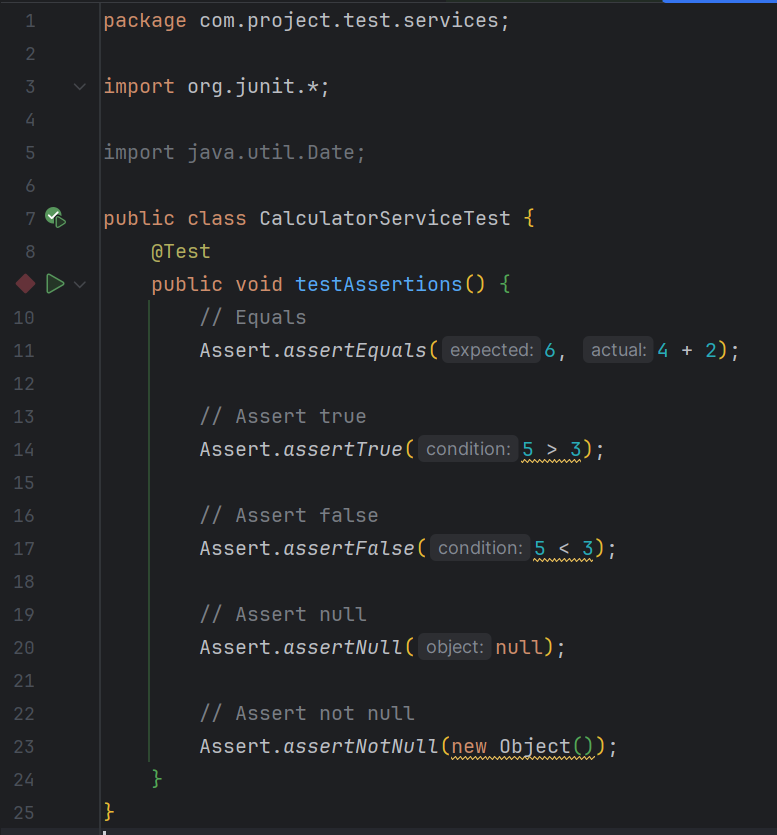 1 package com.project.test.services;
2
3 import org.junit.*;
4
5 import java.util.Date;
6
7 public class CalculatorServiceTest {
8 @Test
public void testAssertions() {
10 // Equals
11 Assert.assertEquals( expected: 6, actual: 4 + 2);
12
13 // Assert true
14 Assert.assertTrue( condition: 5 > 3);
15
16 // Assert false
17 Assert.assertFalse( condition: 5 < 3);
18
19 // Assert null
20 Assert.assertNull( object: null);
21
22 // Assert not null
23 Assert.assertNotNull(new Object());
24 }
25 }